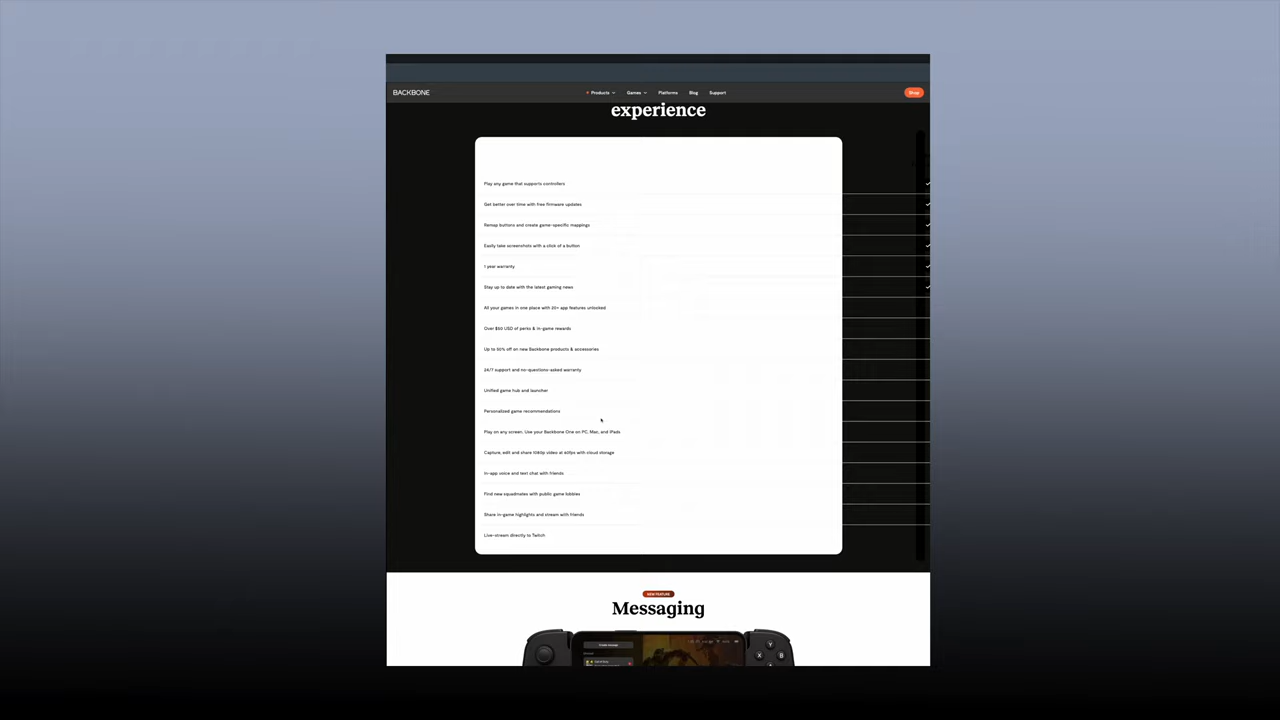 BACKBONE
Products
Games
Platforms
Blog
Support
Shop
experience
Play any game that supports controllers
Get better over time with free firmware updates
Remap buttons and create game-specific mappings
Easily take screenshots with a click of a button
1 year warranty
Stay up to date with the latest gaming news
All your games in one place with 20+ app features unlocked
Over $50 USD of perks & in-game rewards
Up to 50% off on new Backbone products & accessories
24/7 support and no-questions-asked warranty
Unified game hub and launcher
Personalized game recommendations
Play on any screen. Use your Backbone One on PC, Mac, and iPads
Capture, edit and share 1080p video at 60fps with cloud storage
In-app voice and text chat with friends
Find new squadmates with public game lobbies
Share in-game highlights and stream with friends
Live-stream directly to Twitch
NEW FEATURE
Messaging
Y
X
B